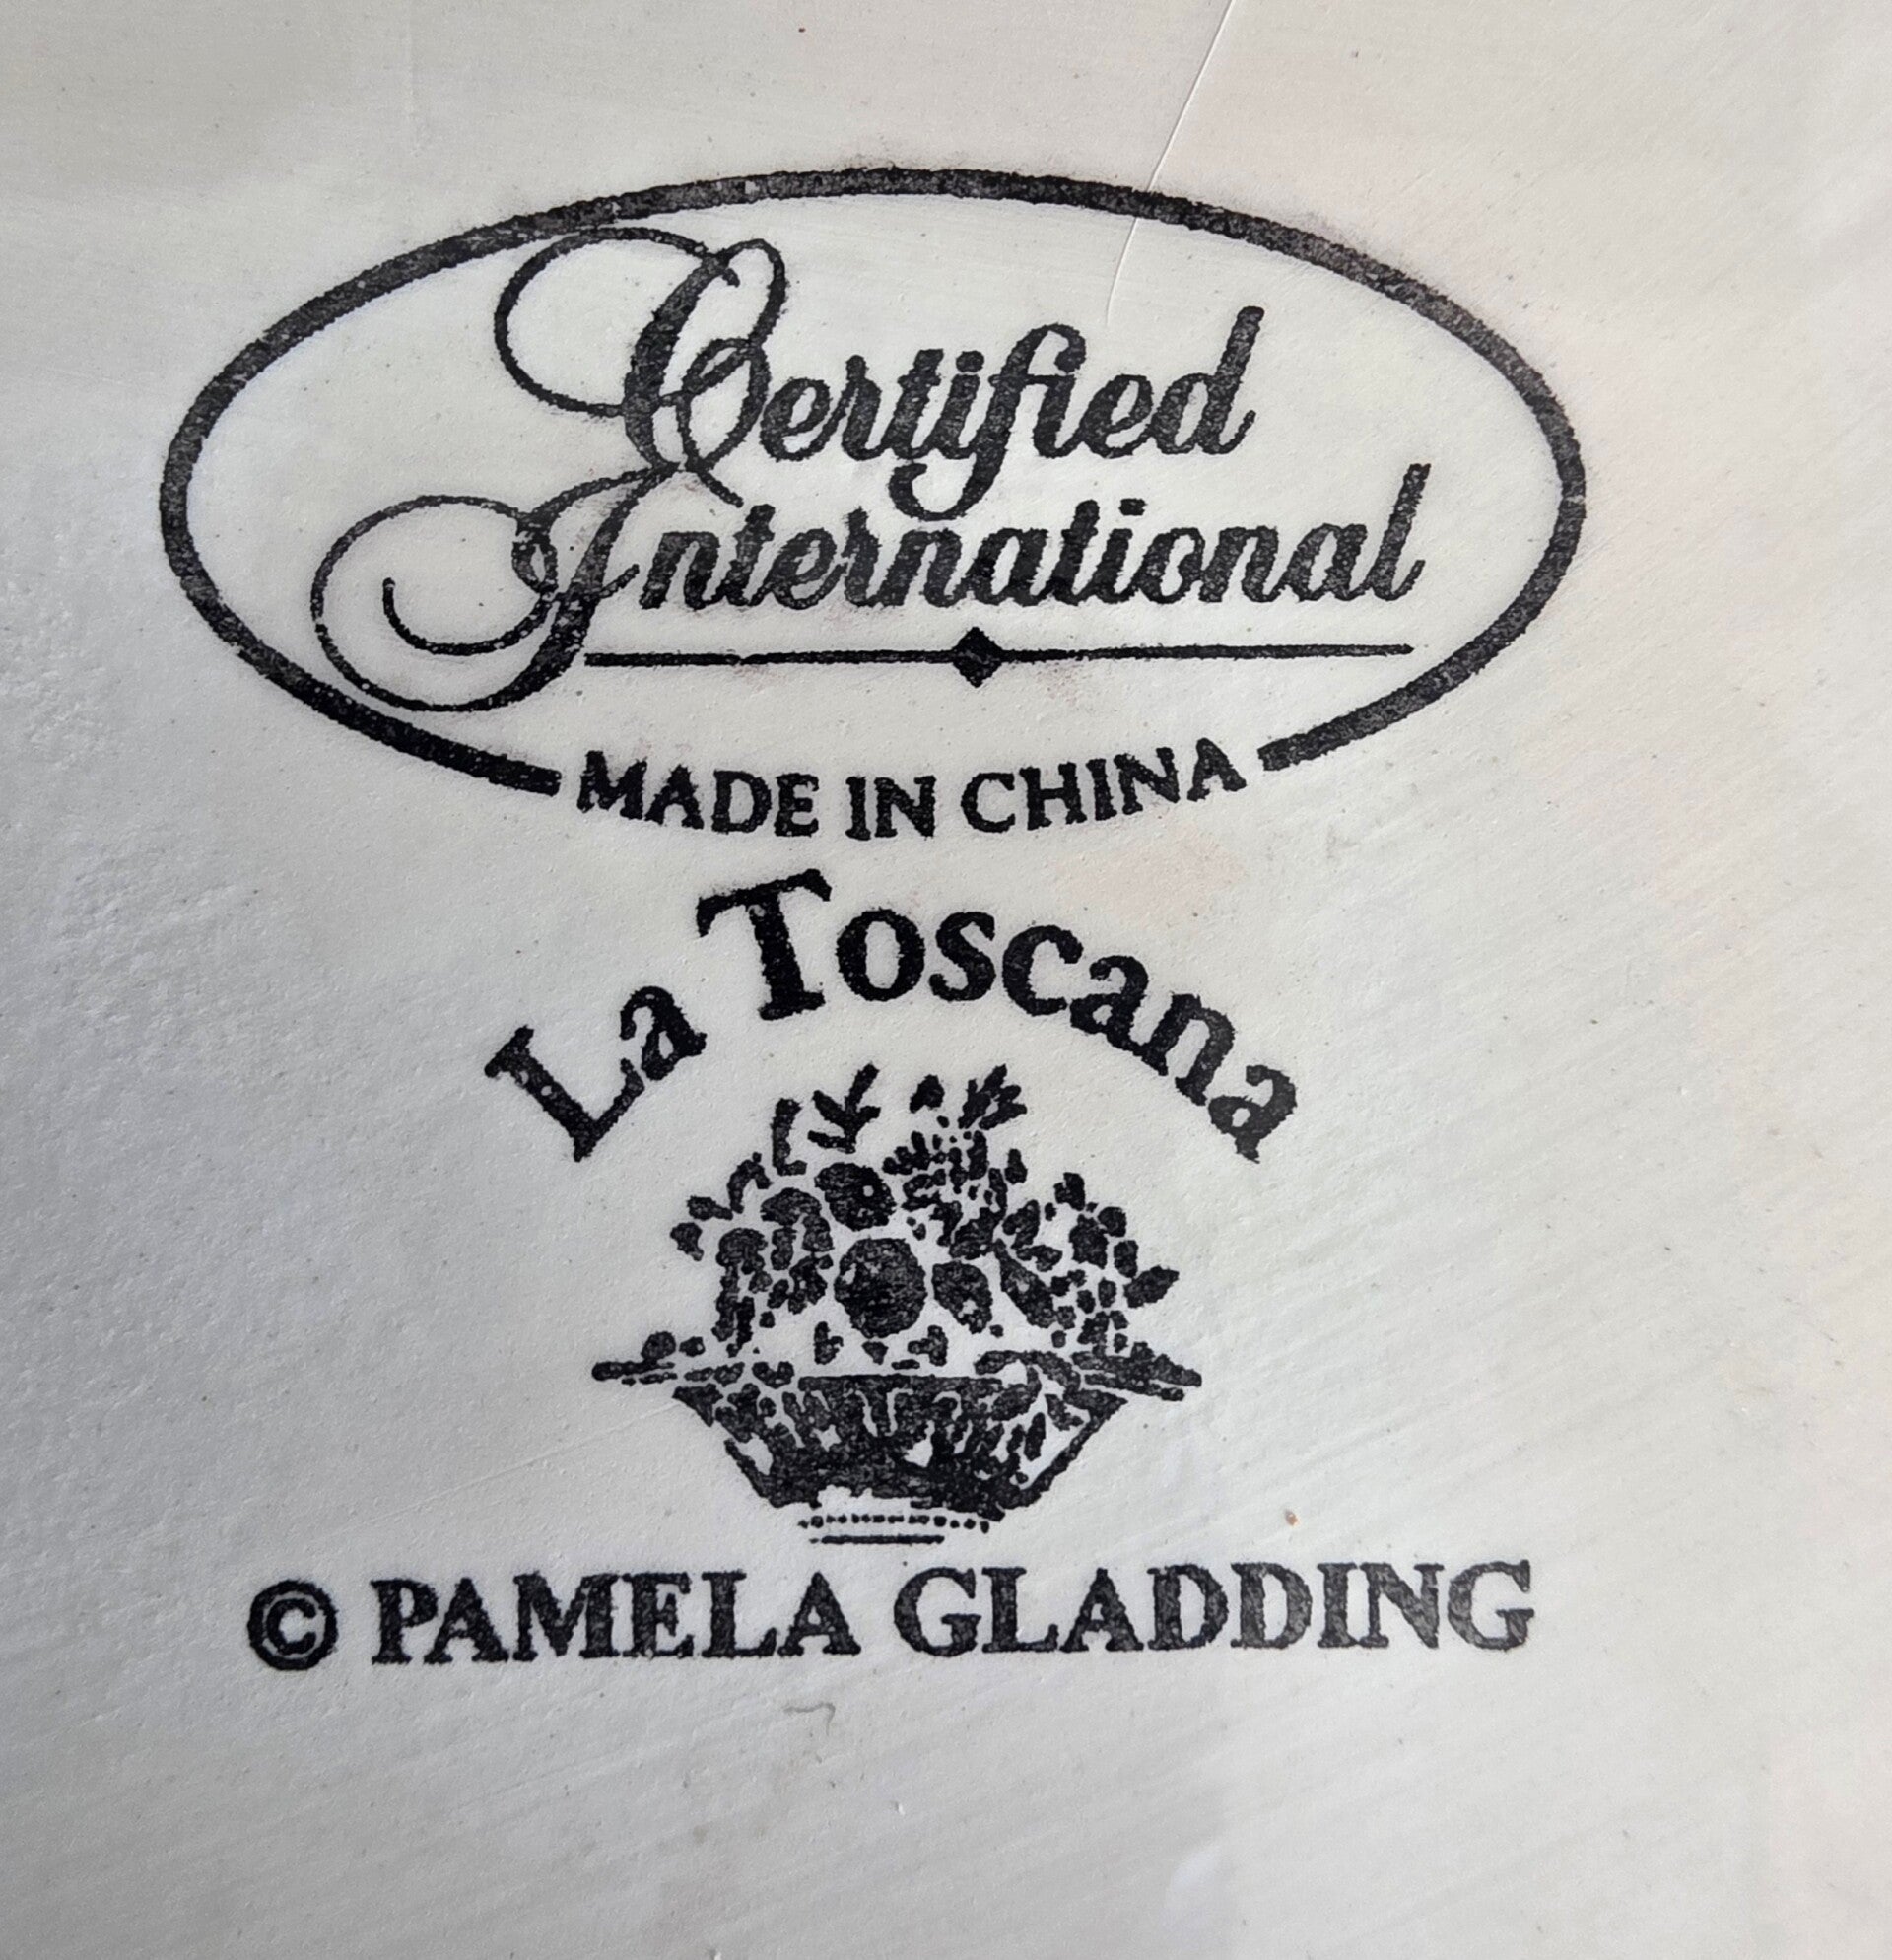 Certified
International
MADE IN CHINA
La Toscana
© PAMELA GLADDING